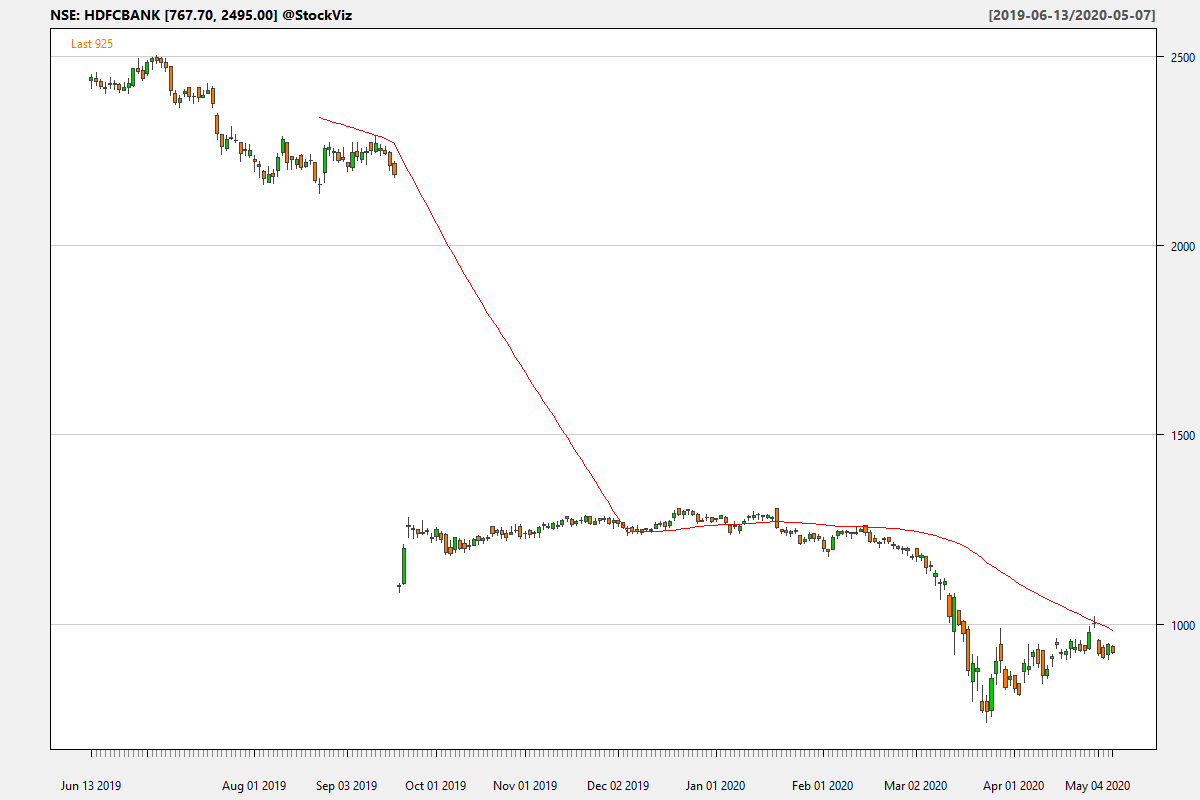 NSE: HDFCBANK [767.70, 2495.00] @StockViz
[2019-06-13/2020-05-07]
Last 925
2500
2000
1500
1000
Jun 13 2019 Aug 01 2019 Sep 03 2019 Oct 01 2019 Nov 01 2019 Dec 02 2019 Jan 01 2020 Feb 01 2020 Mar 02 2020 Apr 01 2020 May 04 2020